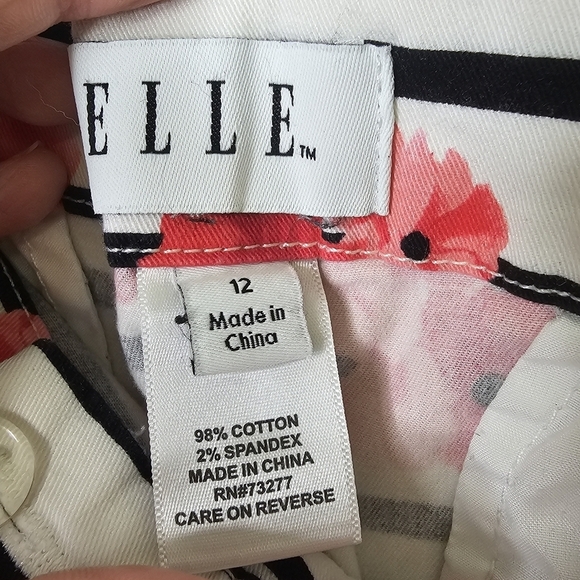 ELLE™
12
Made in
China
98% COTTON
2% SPANDEX
MADE IN CHINA
RN#73277
CARE ON REVERSE